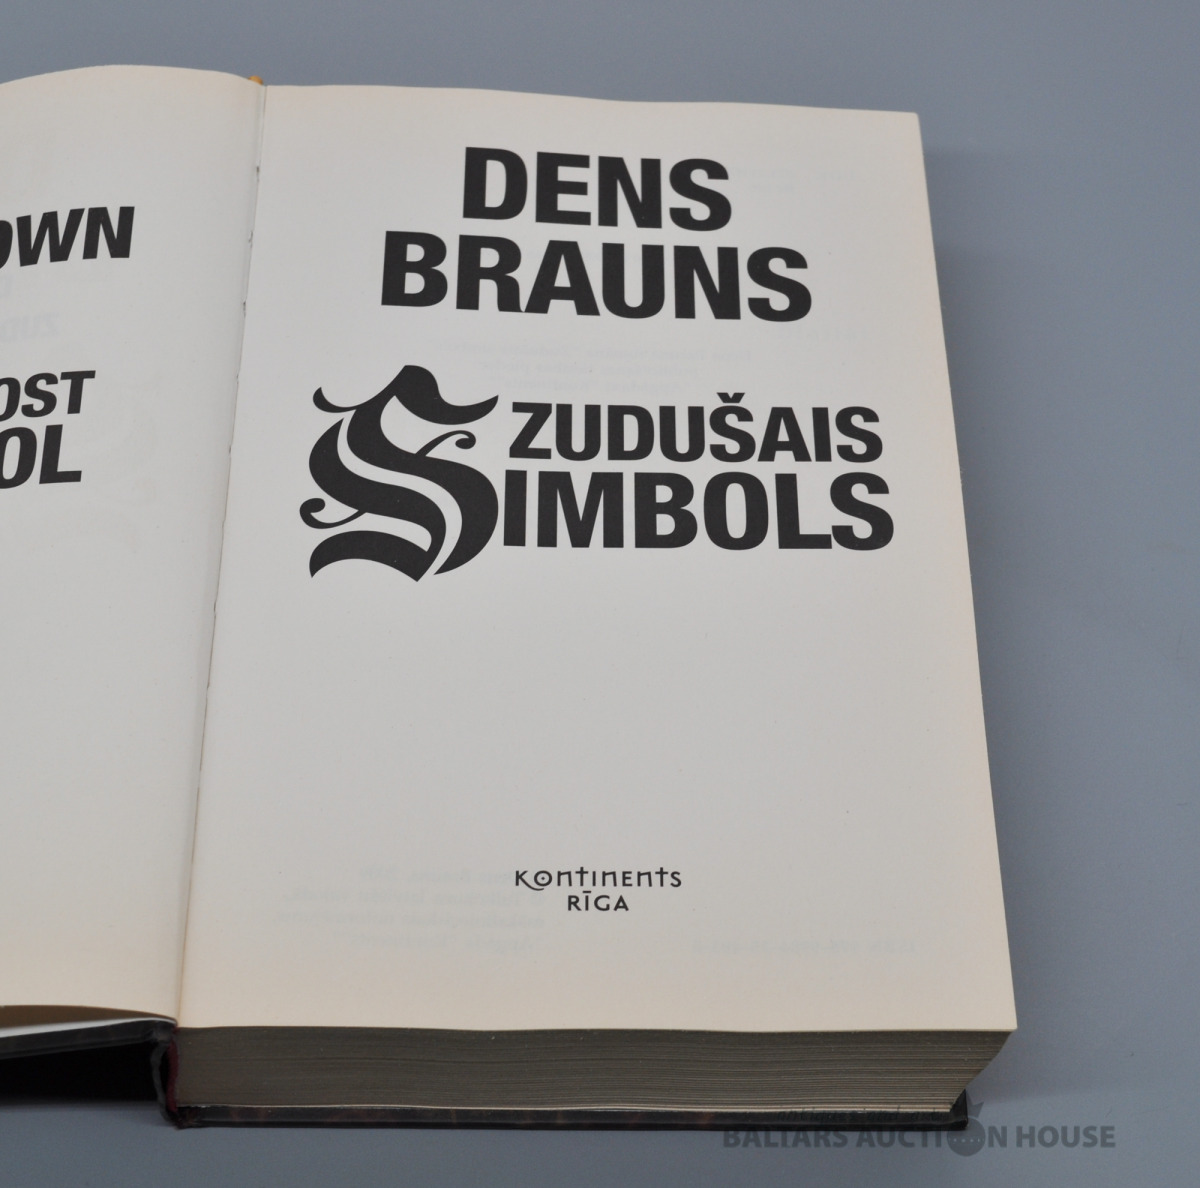 OWN
OST
OL
DENS
BRAUNS
ZUDUŠAIS
SIMBOLS
Kontinents
RĪGA
BALTARS AUCTION HOUSE